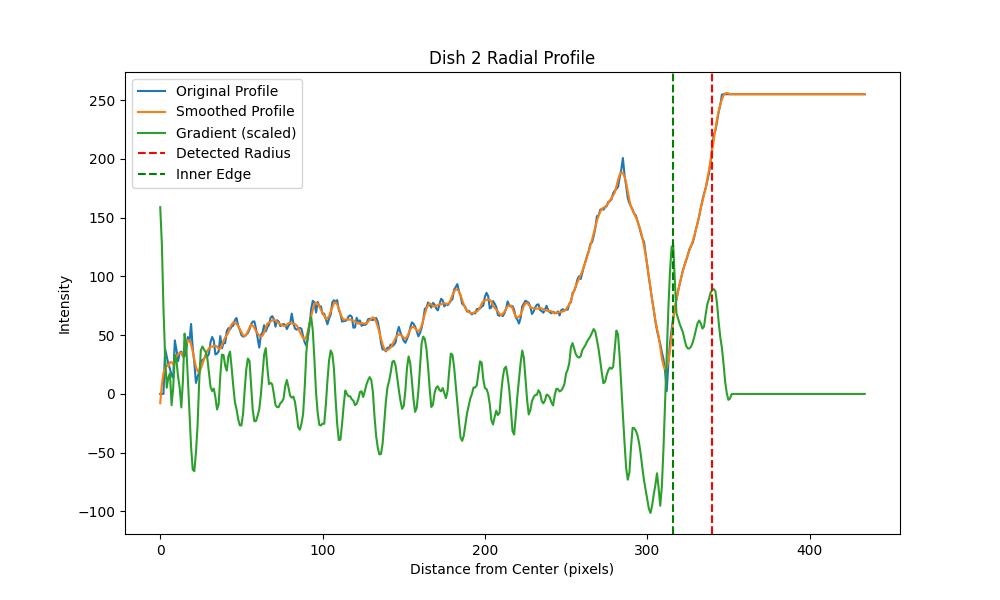 Dish 2 Radial Profile
Original Profile
Smoothed Profile
Gradient (scaled)
Detected Radius
Inner Edge
250
200
150
100
50
0
−50
−100
Intensity
0 100 200 300 400
Distance from Center (pixels)